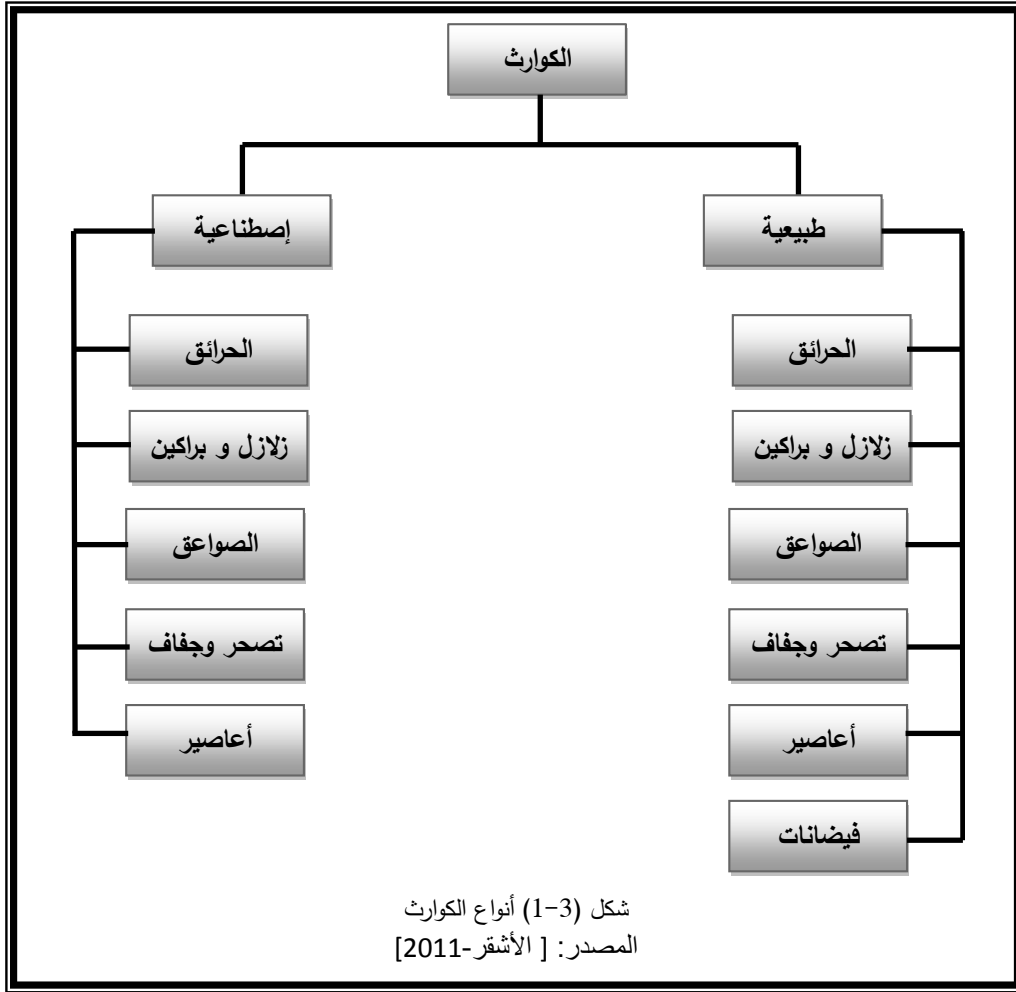 الكوارث
طبيعية
الحرائق
زلازل و براكين
الصواعق
تصحر وجفاف
أعاصير
فيضانات
إصطناعية
الحرائق
زلازل و براكين
الصواعق
تصحر وجفاف
أعاصير
شكل (3-1) أنواع الكوارث
المصدر: [ الأشقر-2011]